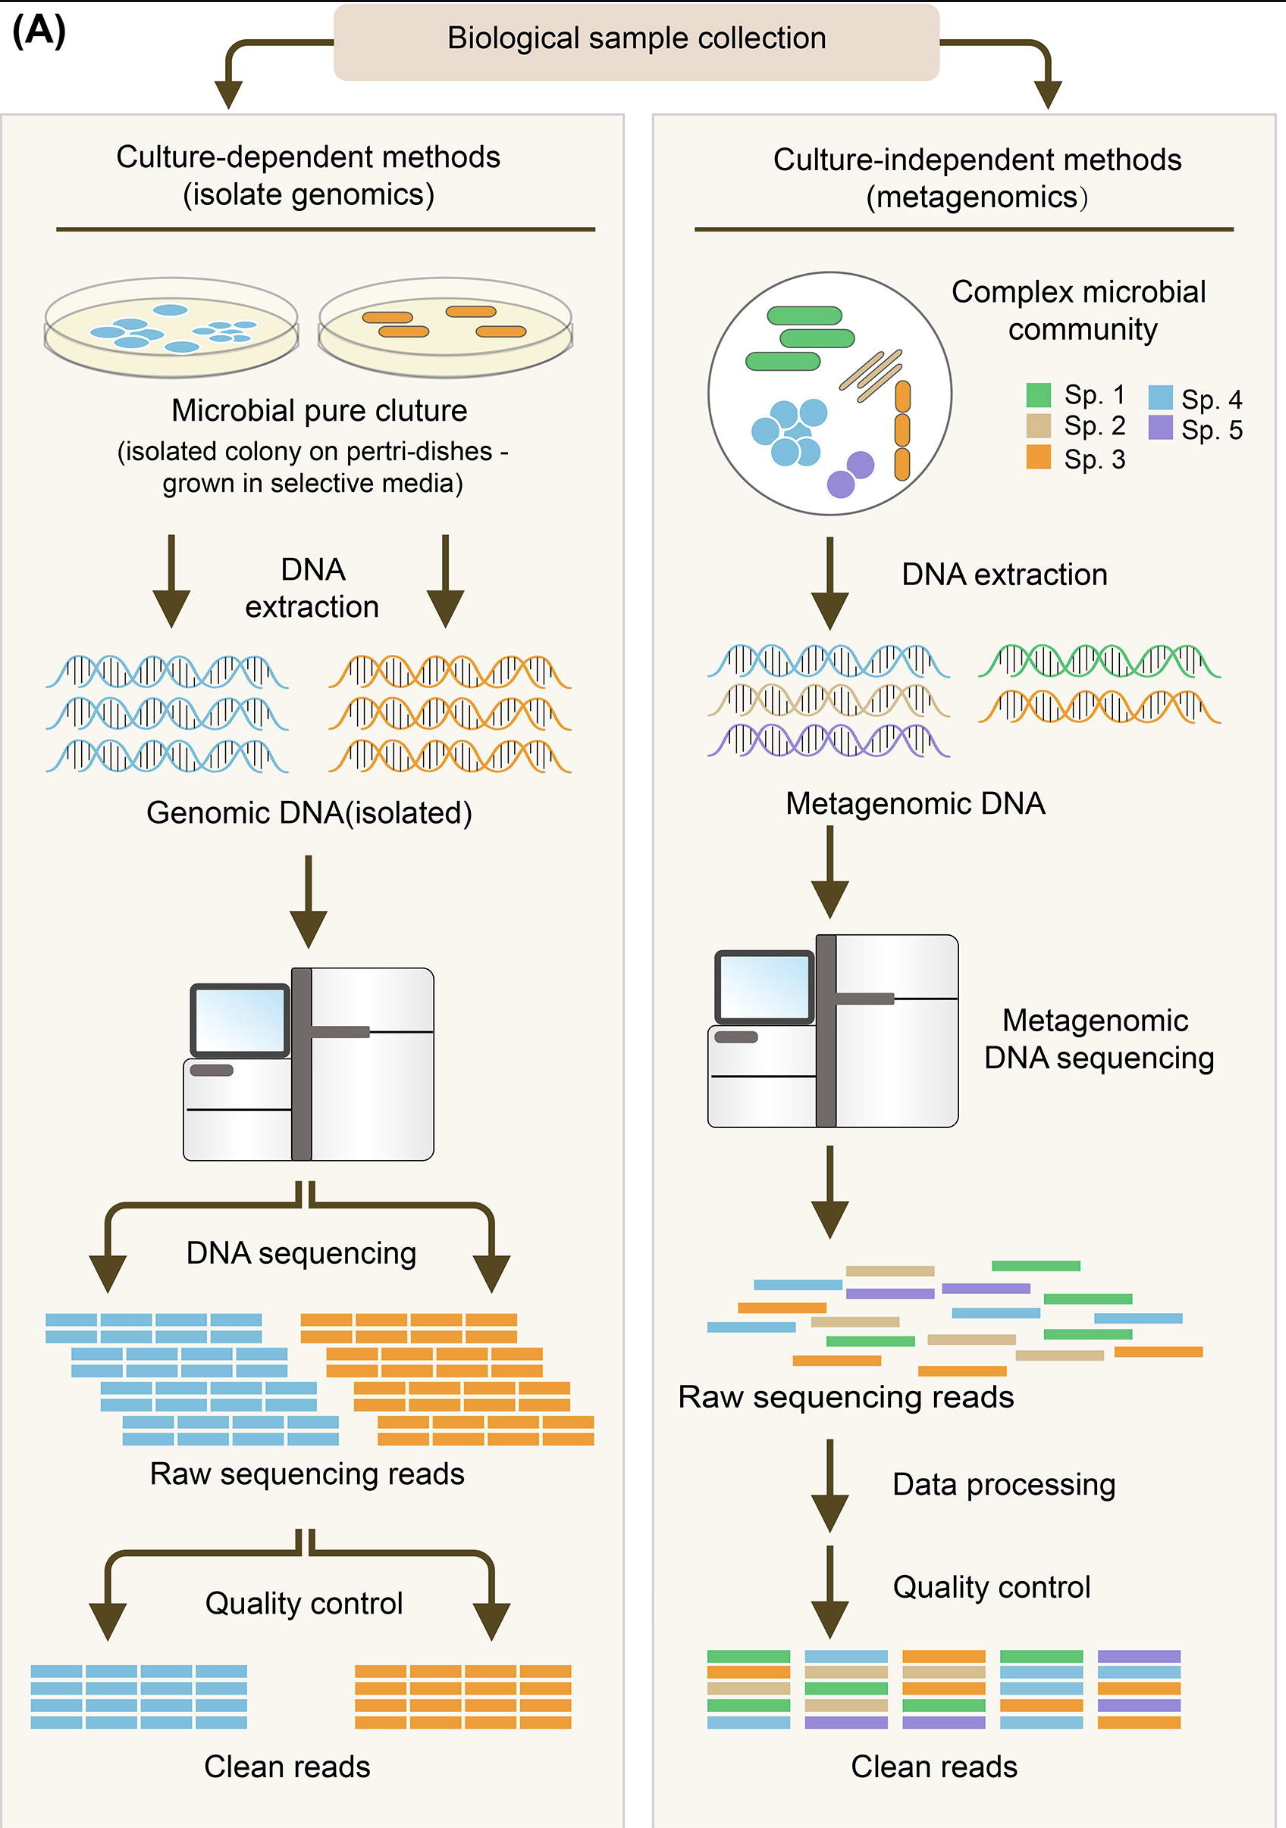 (A)
Biological sample collection
Culture-dependent methods
(isolate genomics)
Microbial pure cluture
(isolated colony on pertri-dishes -
grown in selective media)
DNA
extraction
Genomic DNA(isolated)
DNA sequencing
Raw sequencing reads
Quality control
Clean reads
Culture-independent methods
(metagenomics)
Complex microbial
community
Sp. 1
Sp. 2
Sp. 3
Sp. 4
Sp. 5
DNA extraction
Metagenomic DNA
Metagenomic
DNA sequencing
Raw sequencing reads
Data processing
Quality control
Clean reads